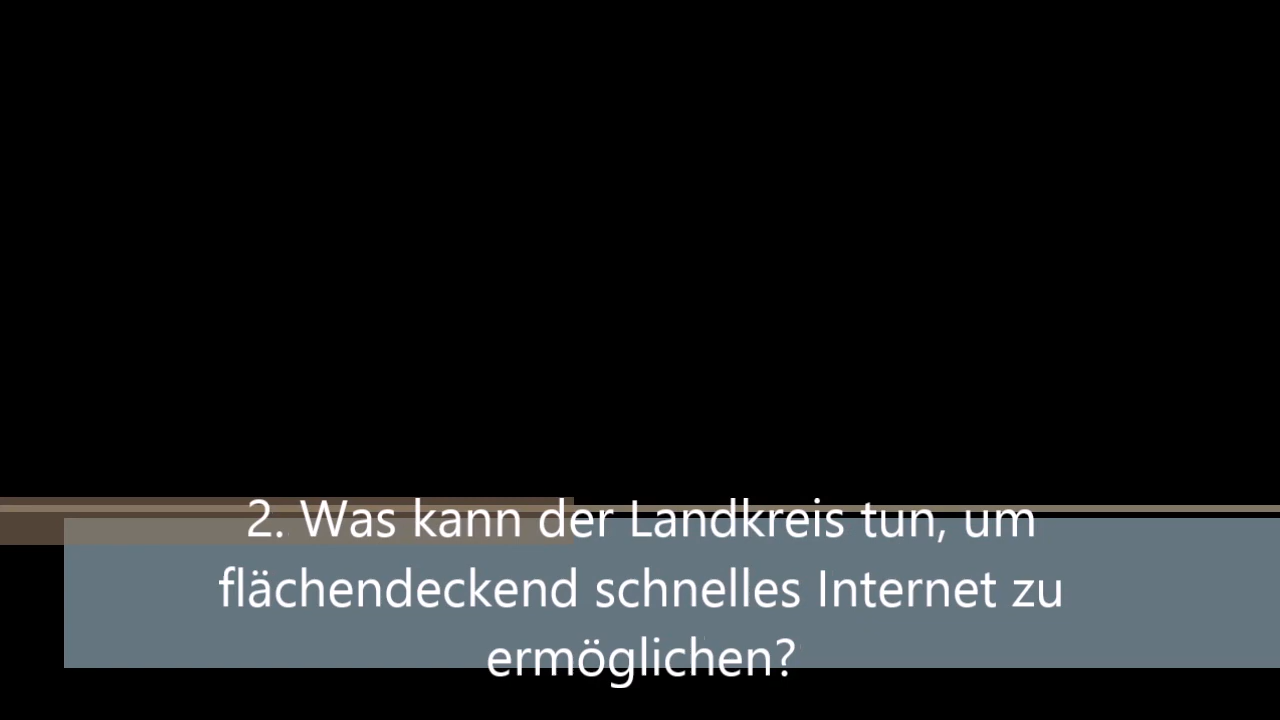 2. Was kann der Landkreis tun, um
flächendeckend schnelles Internet zu
ermöglichen?